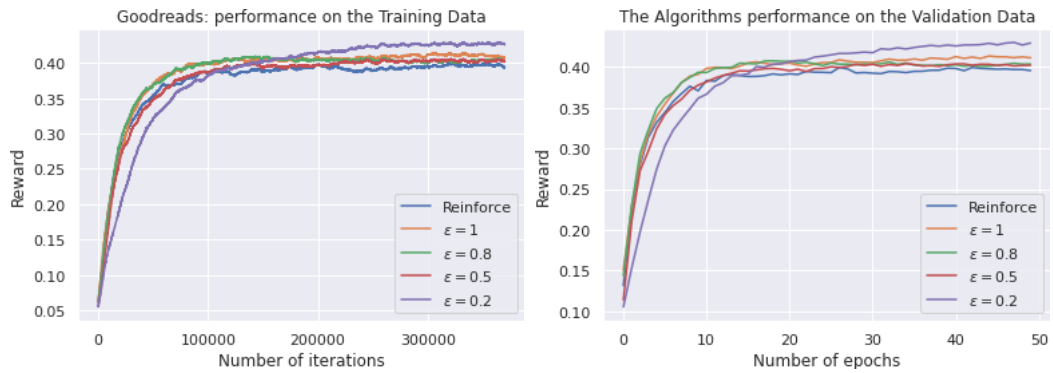 Goodreads: performance on the Training Data
0.40
0.35
0.30
0.25
0.20
0.15
0.10
0.05
Reward
0
100000
200000
300000
Number of iterations
Reinforce
ε = 1
ε = 0.8
ε = 0.5
ε = 0.2
The Algorithms performance on the Validation Data
0.40
0.35
0.30
0.25
0.20
0.15
0.10
Reward
0
10
20
30
40
50
Number of epochs
Reinforce
ε = 1
ε = 0.8
ε = 0.5
ε = 0.2